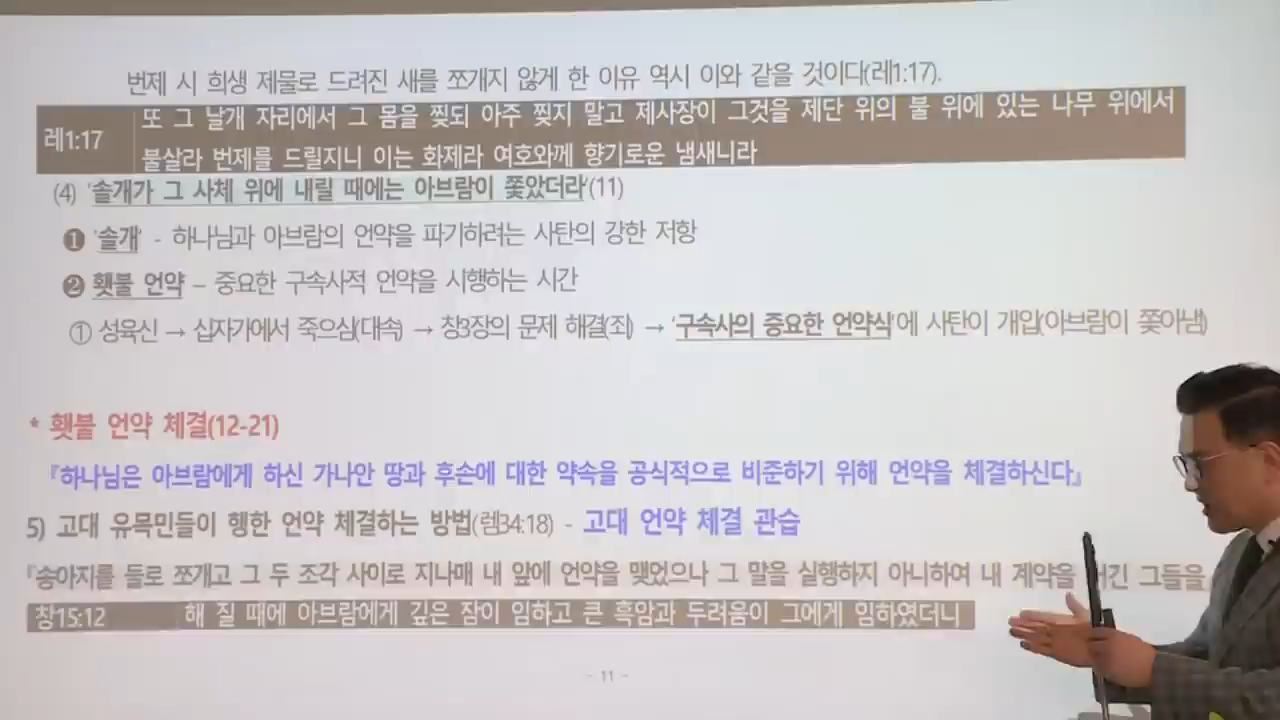 번제 시 희생 제물로 드려진 새를 쪼개지 않게 한 이유 역시 이와 같을 것이다(레1:17).
레1:17 또 그 날개 자리에서 그 몸을 찢되 아주 찢지 말고 제사장이 그것을 제단 위의 불 위에 있는 나무 위에서
불살라 번제를 드릴지니 이는 화제라 여호와께 향기로운 냄새니라
(4) '솔개가 그 사체 위에 내릴 때에는 아브람이 쫓았더라'(11)
❶ '솔개' - 하나님과 아브람의 언약을 파기하려는 사탄의 강한 저항
❷ 횃불 언약 – 중요한 구속사적 언약을 시행하는 시간
① 성육신 → 십자가에서 죽으심(대속) → 창3장의 문제 해결(죄) → '구속사의 중요한 언약식'에 사탄이 개입(아브람이 쫓아냄)
* 횃불 언약 체결(12-21)
『하나님은 아브람에게 하신 가나안 땅과 후손에 대한 약속을 공식적으로 비준하기 위해 언약을 체결하신다』
5) 고대 유목민들이 행한 언약 체결하는 방법(렘34:18) - 고대 언약 체결 관습
『송아지를 둘로 쪼개고 그 두 조각 사이로 지나매 내 앞에 언약을 맺었으나 그 말을 실행하지 아니하여 내 계약을 그들을
창15:12 해 질 때에 아브람에게 깊은 잠이 임하고 큰 흑암과 두려움이 그에게 임하였더니
- 11 -